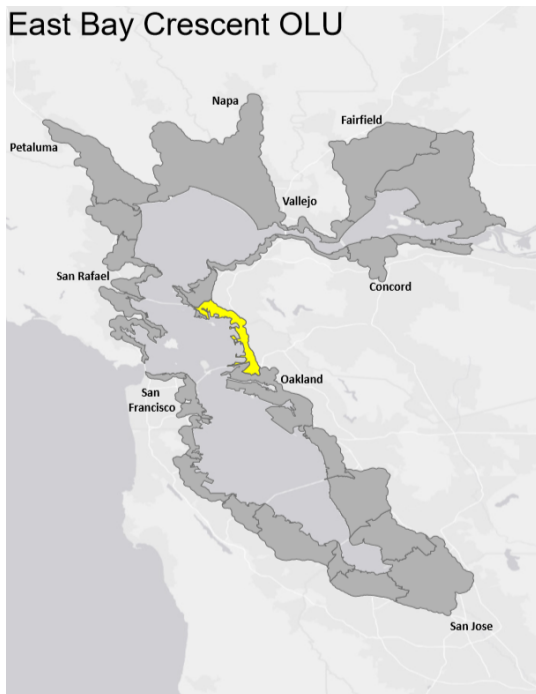 East Bay Crescent OLU
Napa
Fairfield
Petaluma
Vallejo
San Rafael
Concord
Oakland
San
Francisco
San Jose